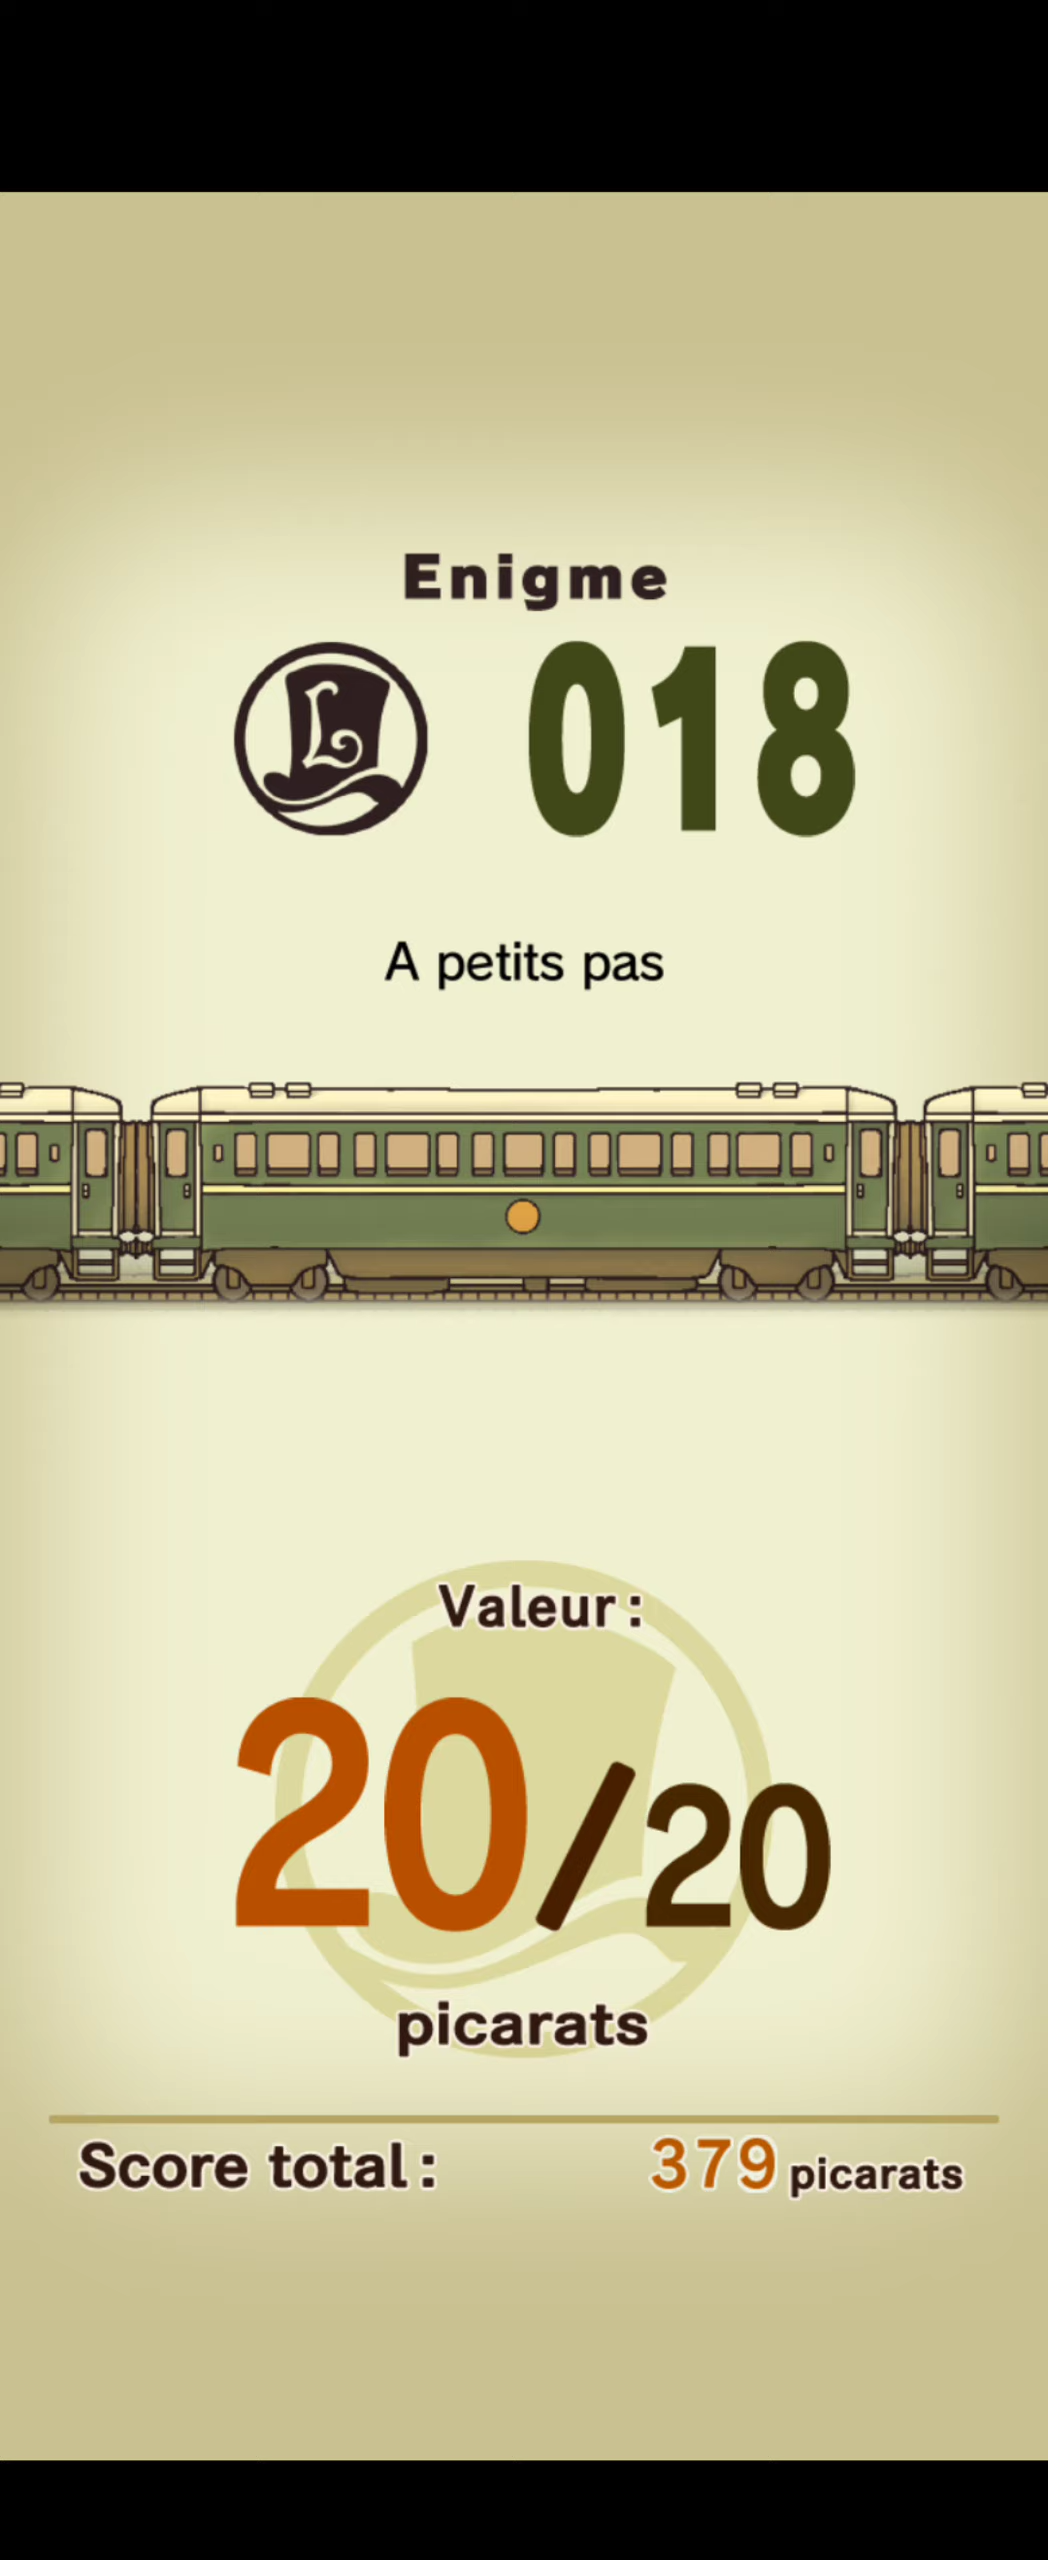 Enigme
L 018
A petits pas
Valeur :
20/20
picarats
Score total : 379 picarats